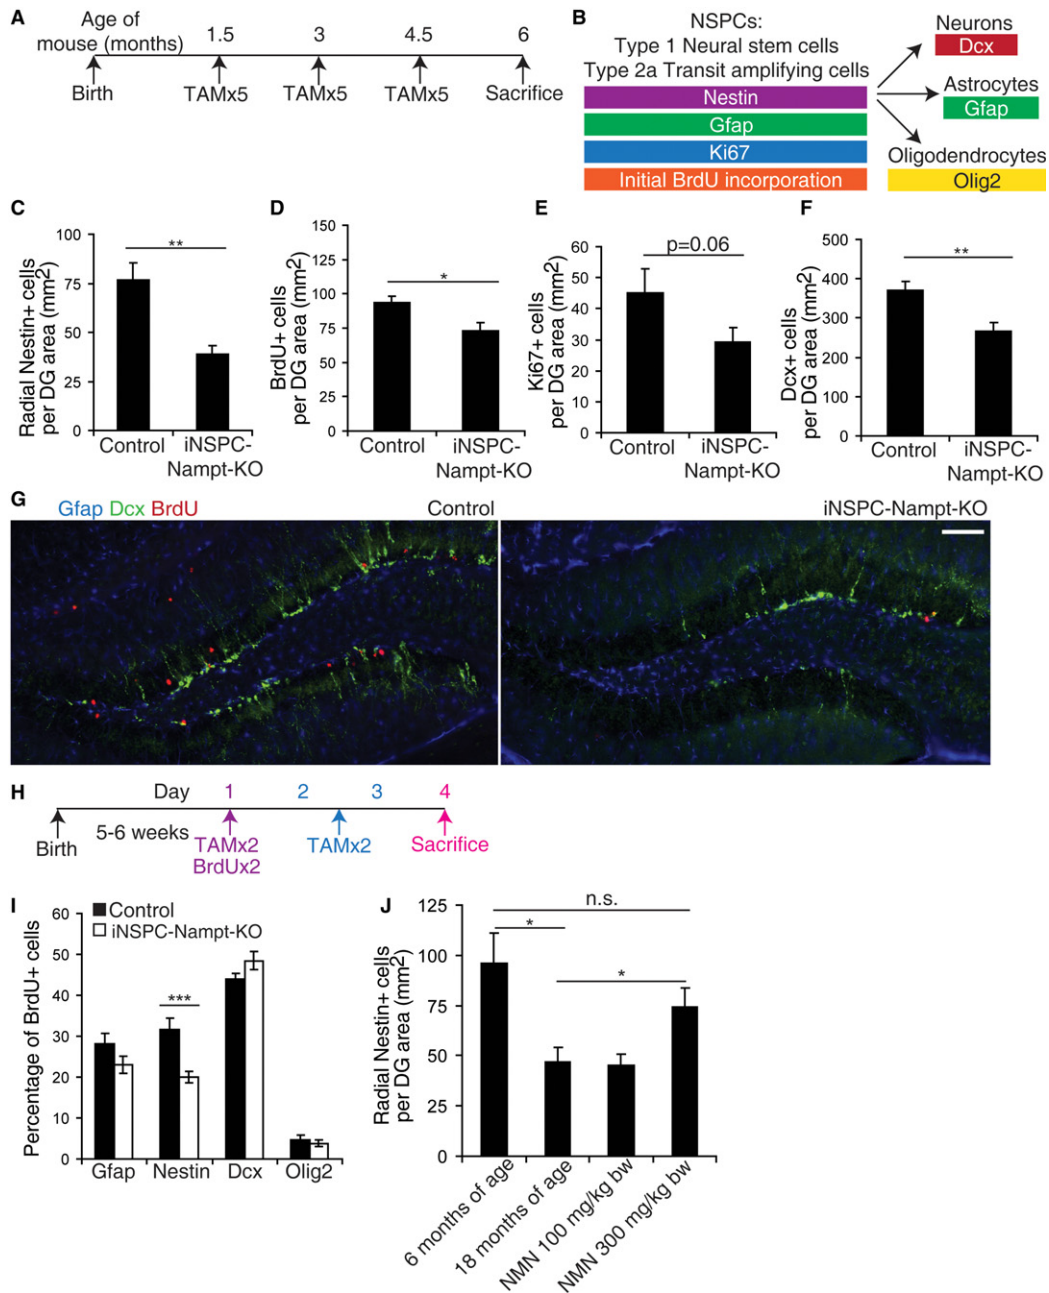 A
Age of
mouse (months) 1.5 3 4.5 6
Birth TAMx5 TAMx5 TAMx5 Sacrifice
B
NSPCs:
Type 1 Neural stem cells
Type 2a Transit amplifying cells
Nestin
Gfap
Ki67
Initial BrdU incorporation
Neurons
Dcx
Astrocytes
Gfap
Oligodendrocytes
Olig2
C
Radial Nestin+ cells
per DG area (mm2)
100
75
50
25
0
**
Control iNSPC-
Nampt-KO
D
BrdU+ cells
per DG area (mm2)
150
125
100
75
50
25
0
*
Control iNSPC-
Nampt-KO
E
Ki67+ cells
per DG area (mm2)
60
50
40
30
20
10
0
p=0.06
Control iNSPC-
Nampt-KO
F
Dcx+ cells
per DG area (mm2)
500
400
300
200
100
0
**
Control iNSPC-
Nampt-KO
G
Gfap Dcx BrdU Control iNSPC-Nampt-KO
H
Day 1 2 3 4
Birth 5-6 weeks TAMx2 TAMx2 Sacrifice
BrdUx2
I
Control
iNSPC-Nampt-KO
Percentage of BrdU+ cells
60
50
40
30
20
10
0
***
Gfap Nestin Dcx Olig2
J
Radial Nestin+ cells
per DG area (mm2)
125
100
75
50
25
0
n.s.
*
*
6 months of age
18 months of age
NMN 100 mg/kg bw
NMN 300 mg/kg bw